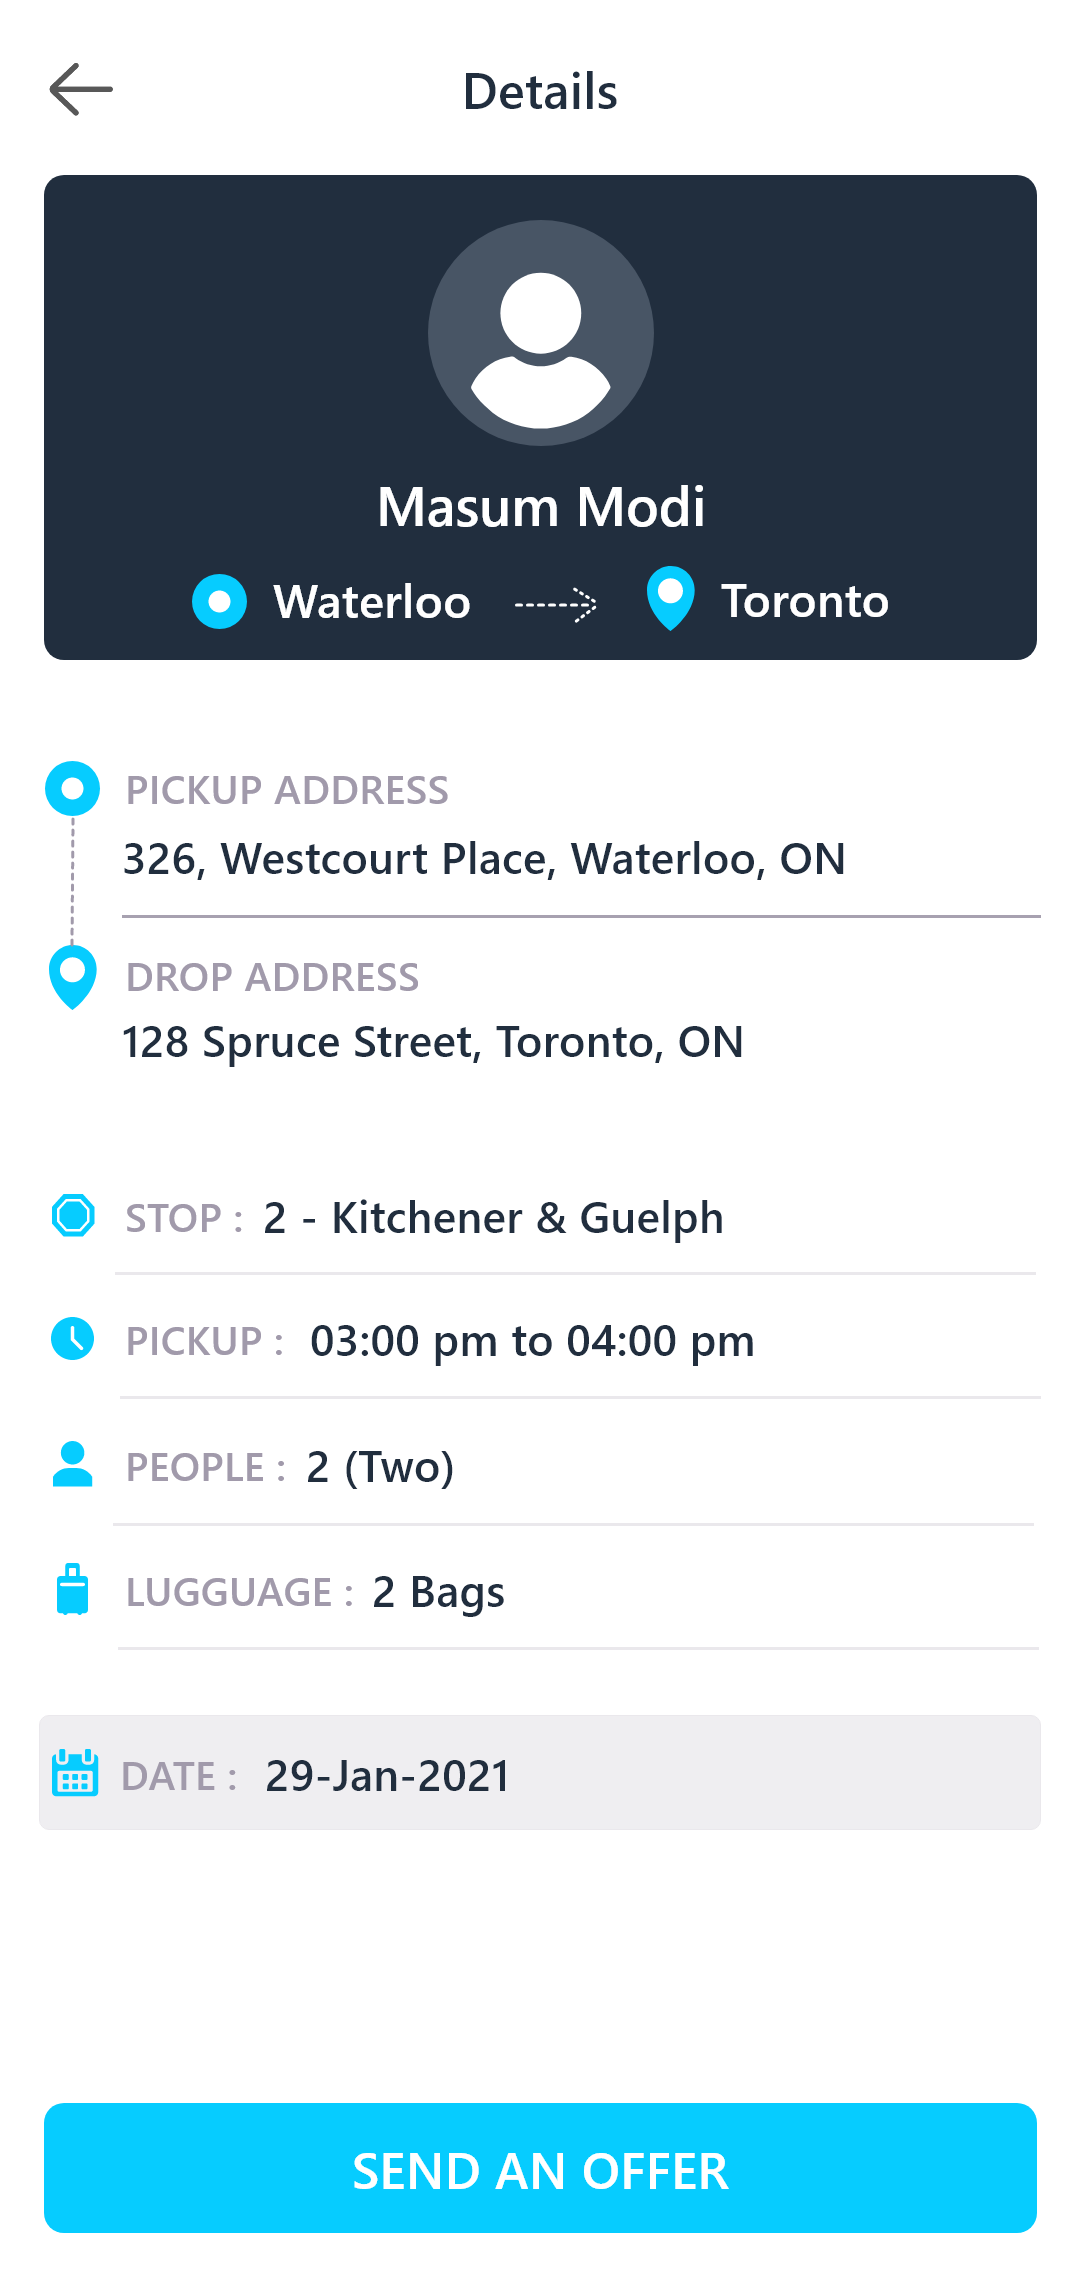 Details
Masum Modi
Waterloo Toronto
PICKUP ADDRESS
326, Westcourt Place, Waterloo, ON
DROP ADDRESS
128 Spruce Street, Toronto, ON
STOP : 2 - Kitchener & Guelph
PICKUP : 03:00 pm to 04:00 pm
PEOPLE : 2 (Two)
LUGGUAGE : 2 Bags
DATE : 29-Jan-2021
SEND AN OFFER